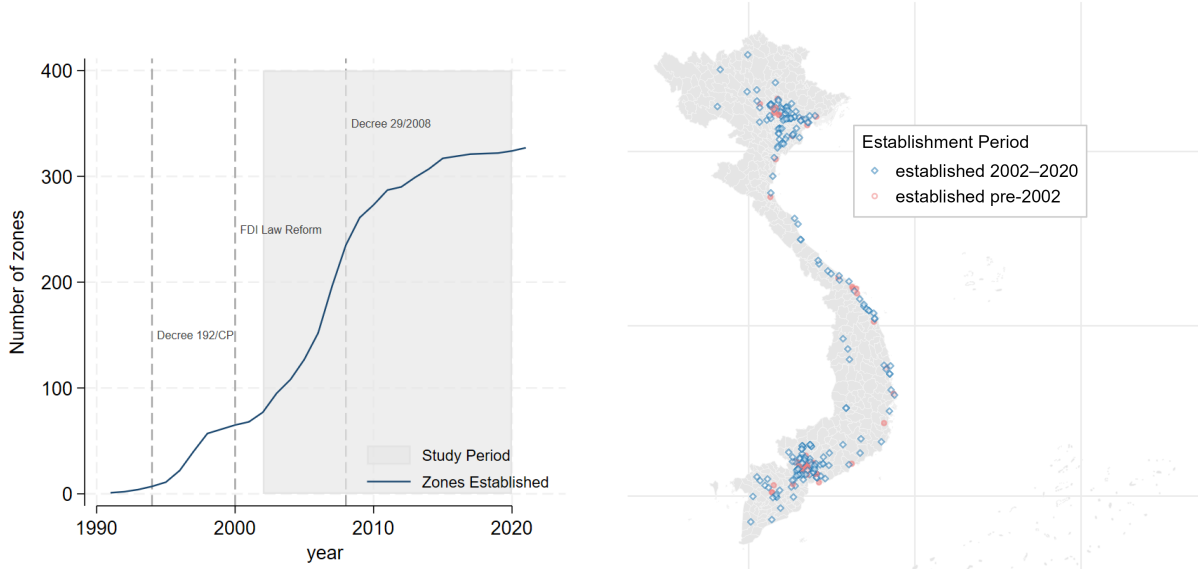 400
300
200
100
0
Number of zones
Decree 29/2008
FDI Law Reform
Decree 192/CP
Study Period
Zones Established
1990
2000
2010
2020
year
Establishment Period
established 2002–2020
established pre-2002